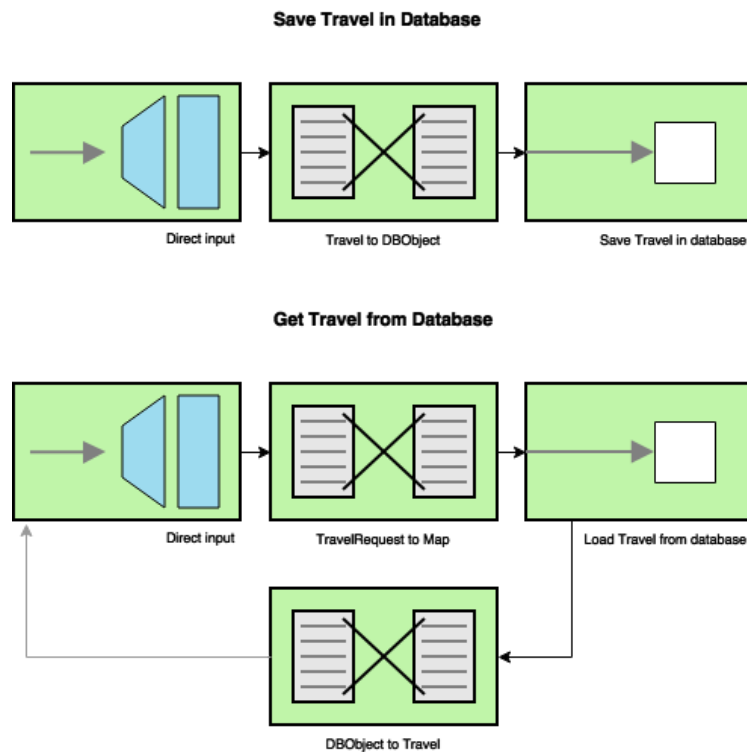 Save Travel in Database
Direct input
Travel to DBObject
Save Travel in database
Get Travel from Database
Direct input
TravelRequest to Map
Load Travel from database
DBObject to Travel